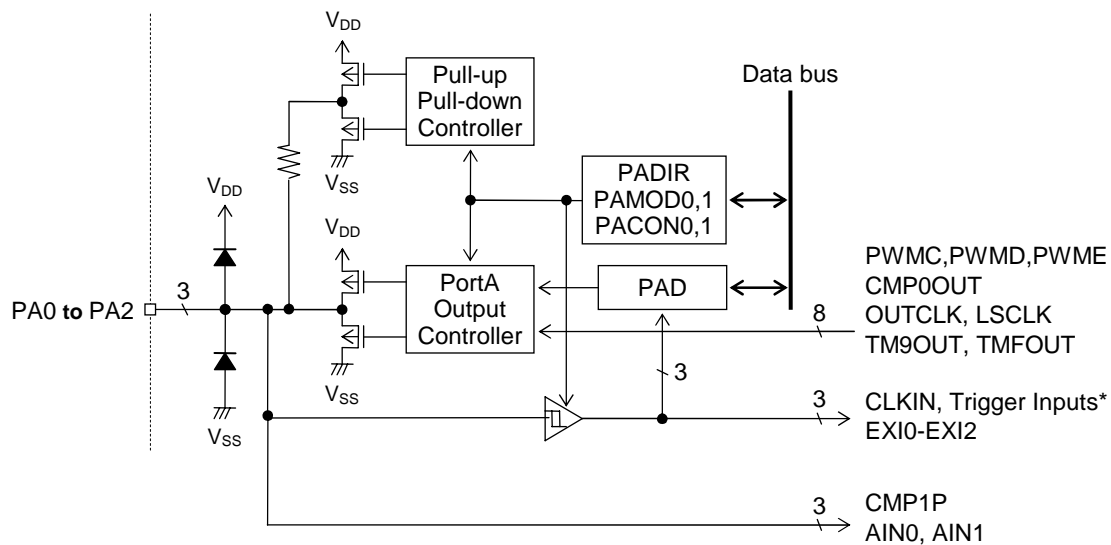 VDD
Pull-up
Pull-down
Controller
Data bus
VSS
VDD
PADIR
PAMOD0,1
PACON0,1
VDD
PWMC,PWMD,PWME
CMP0OUT
OUTCLK, LSCLK
TM9OUT, TMFOUT
PA0 to PA2
3
PortA
Output
Controller
PAD
8
VSS
3
VSS
3
CLKIN, Trigger Inputs*
EXI0-EXI2
3
CMP1P
AIN0, AIN1